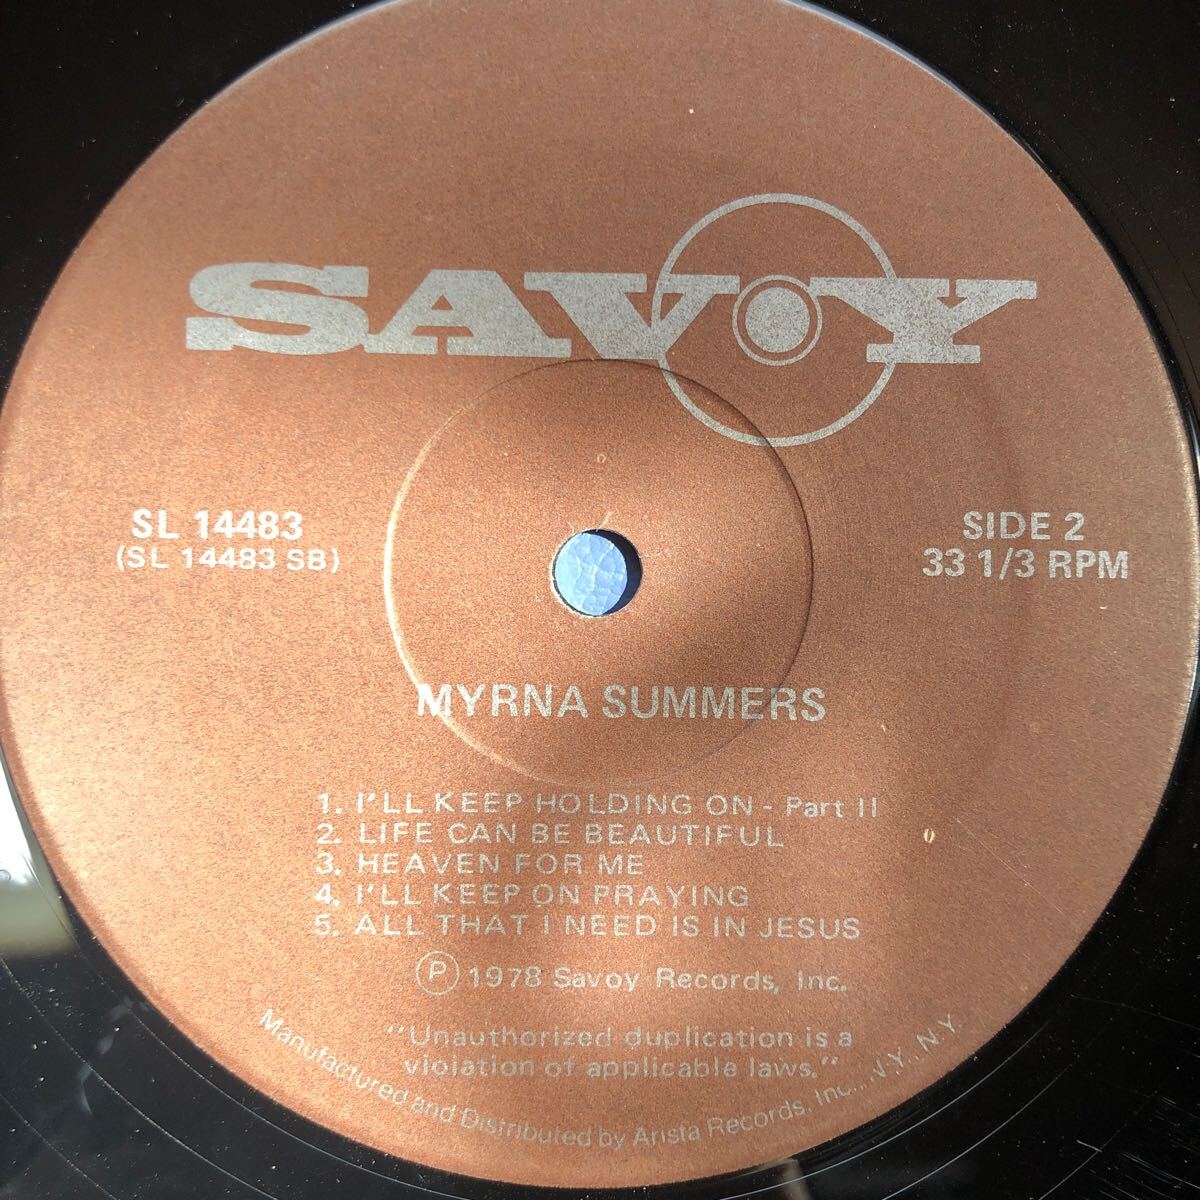 SAVOY
SL 14483
(SL 14483 SB)
SIDE 2
33 1/3 RPM
MYRNA SUMMERS
1. I'LL KEEP HOLDING ON - Part II
2. LIFE CAN BE BEAUTIFUL
3. HEAVEN FOR ME
4. I'LL KEEP ON PRAYING
5. ALL THAT I NEED IS IN JESUS
Ⓟ 1978 Savoy Records, Inc.
"Unauthorized duplication is a
violation of applicable laws."
Manufactured and Distributed by Arista Records, Inc., N.Y., N.Y.